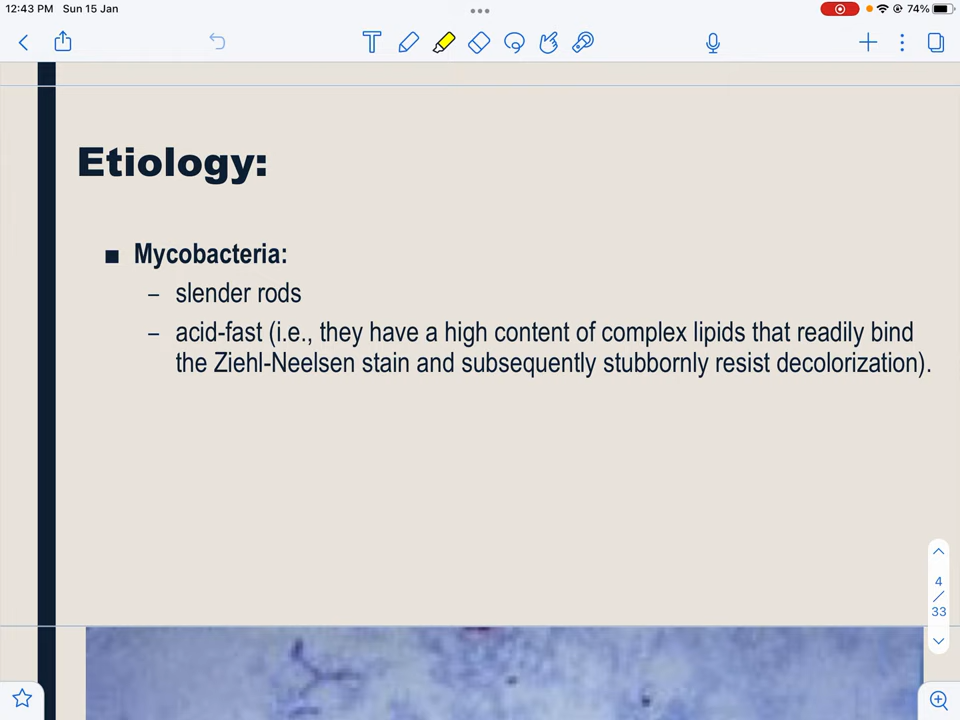 12:43 PM Sun 15 Jan
74%
Etiology:
■ Mycobacteria:
– slender rods
– acid-fast (i.e., they have a high content of complex lipids that readily bind
the Ziehl-Neelsen stain and subsequently stubbornly resist decolorization).
4
/
33